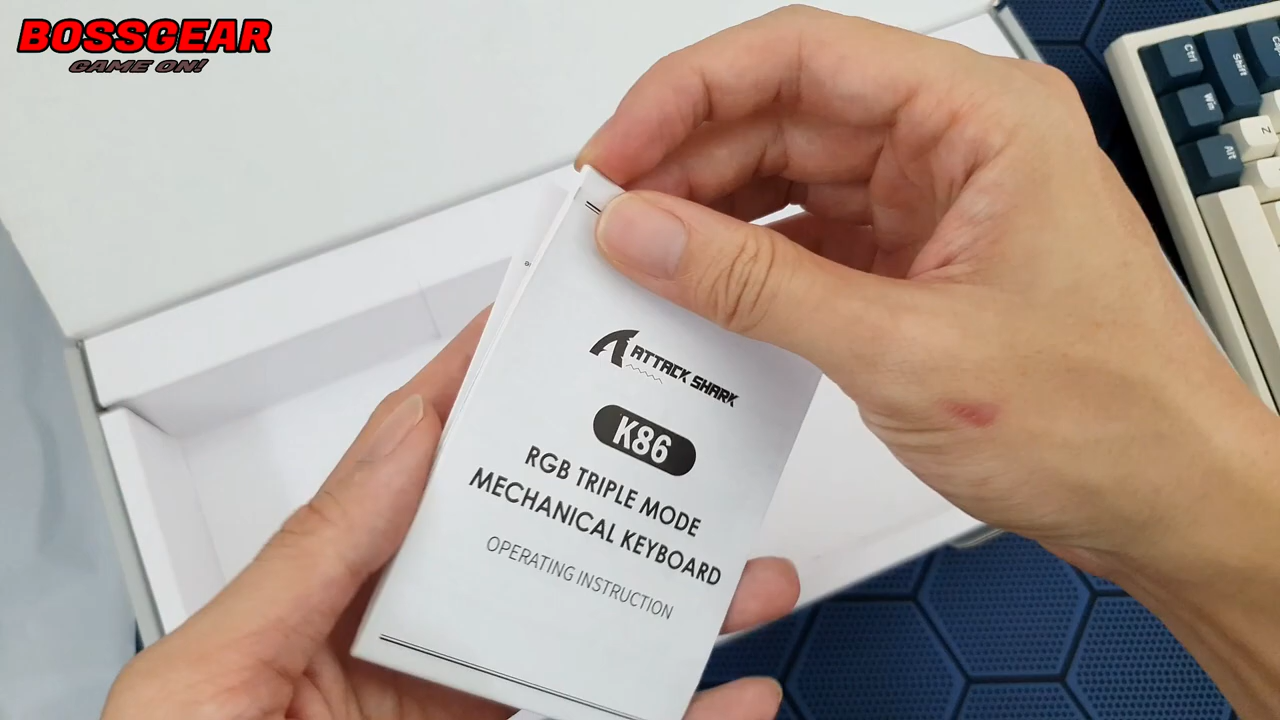 BOSSGEAR
GAME ON!
Ctrl
Shift
Win
Z
Alt
ATTACK SHARK
K86
RGB TRIPLE MODE
MECHANICAL KEYBOARD
OPERATING INSTRUCTION